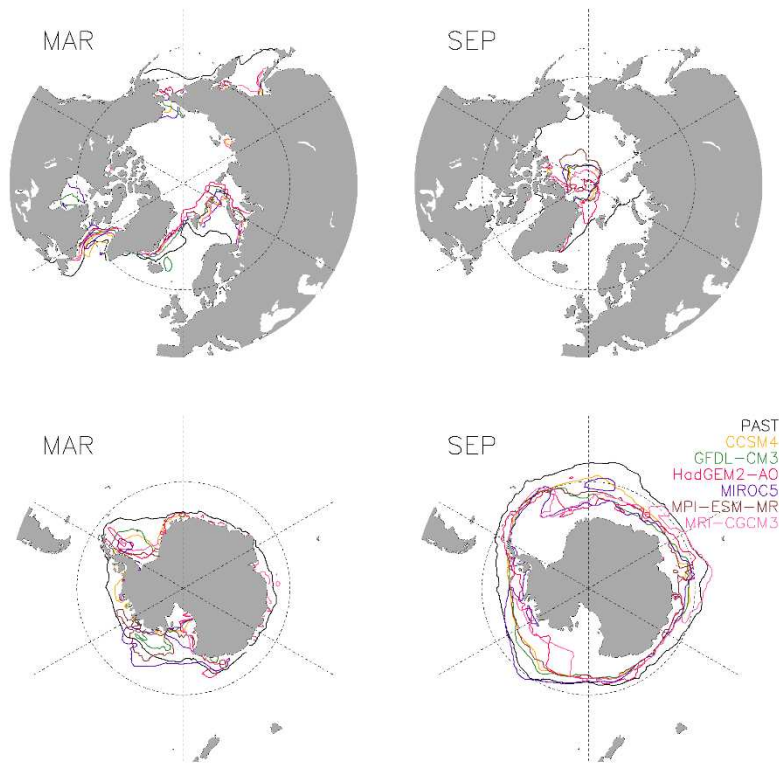 MAR
SEP
MAR
SEP
PAST
CCSM4
GFDL-CM3
HadGEM2-AO
MIROC5
MPI-ESM-MR
MRI-CGCM3